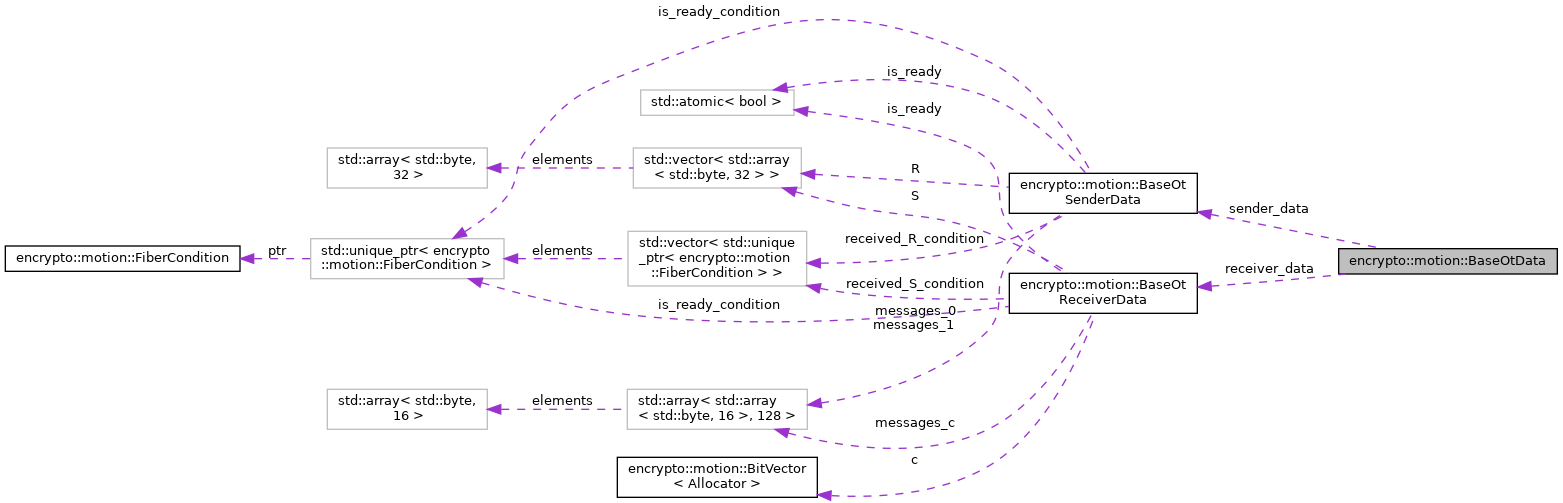 is_ready_condition
is_ready
std::atomic< bool >
is_ready
std::array< std::byte,
32 >
elements
std::vector< std::array
< std::byte, 32 > >
R
S
encrypto::motion::BaseOt
SenderData
sender_data
encrypto::motion::BaseOtData
receiver_data
encrypto::motion::FiberCondition
ptr
std::unique_ptr< encrypto
::motion::FiberCondition >
elements
std::vector< std::unique
_ptr< encrypto::motion
::FiberCondition > >
received_R_condition
received_S_condition
encrypto::motion::BaseOt
ReceiverData
is_ready_condition
messages_0
messages_1
std::array< std::byte,
16 >
elements
std::array< std::array
< std::byte, 16 >, 128 >
messages_c
encrypto::motion::BitVector
< Allocator >
c